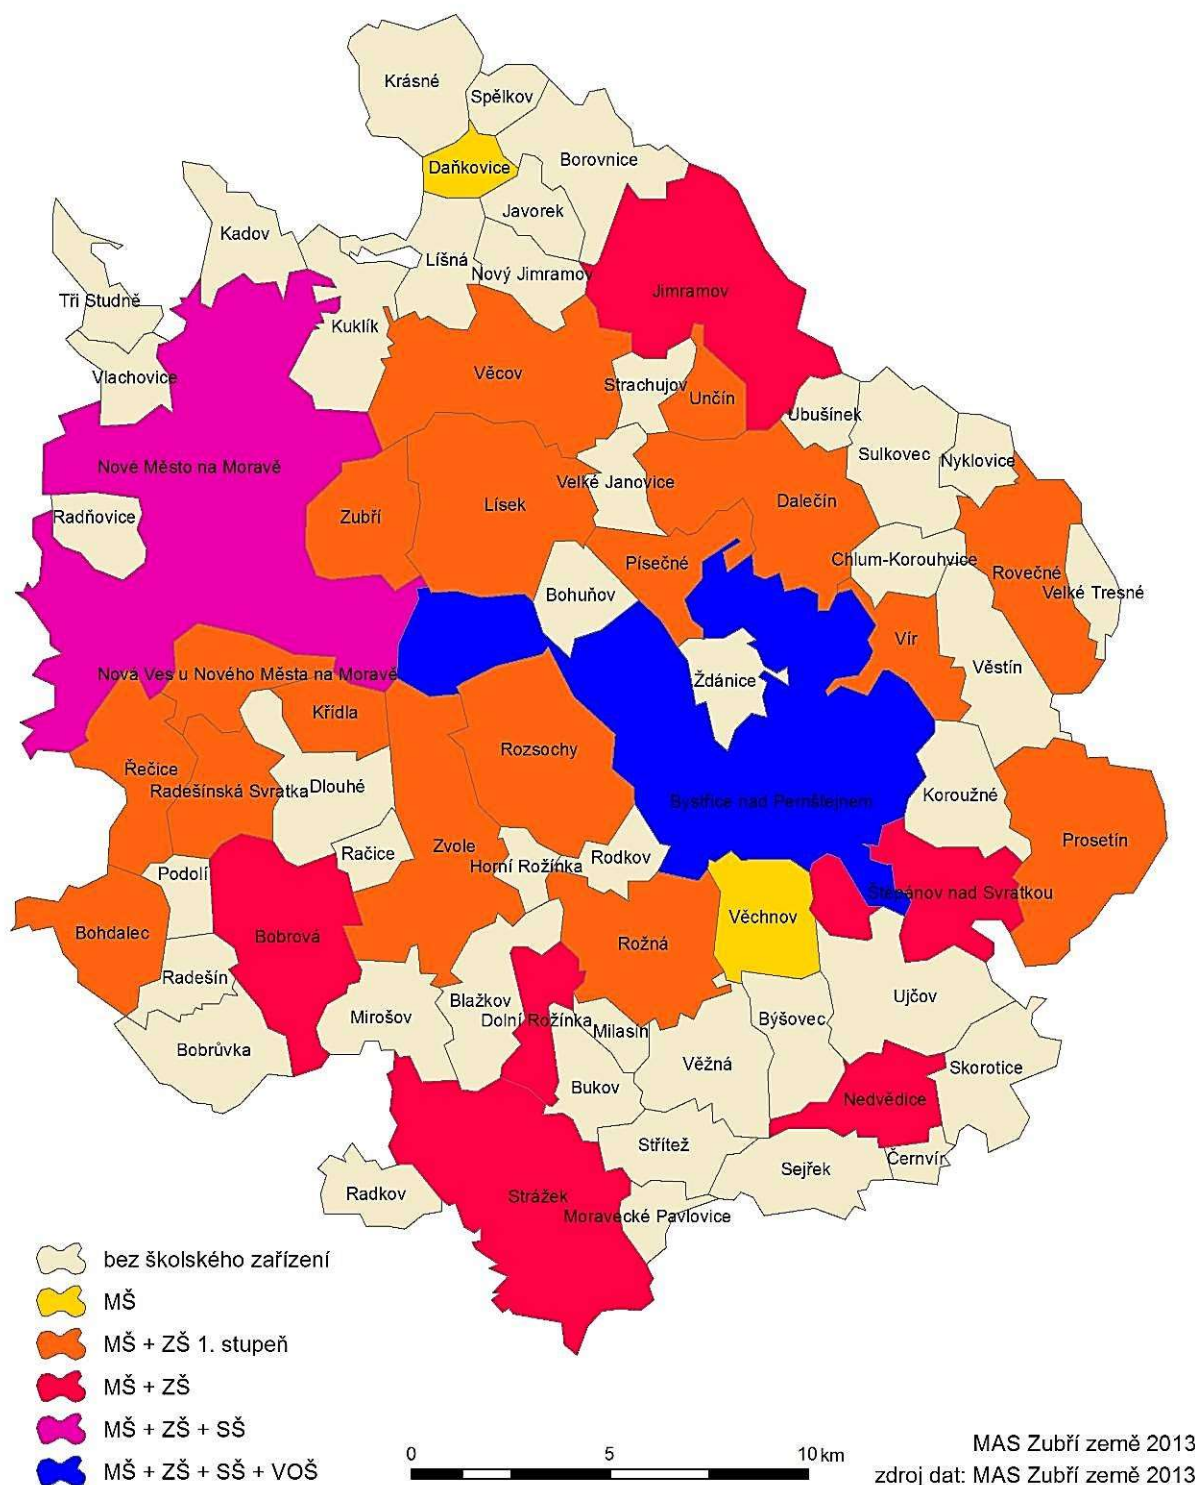 Krásné
Spělkov
Daňkovice
Borovnice
Javorek
Kadov
Líšná
Nový Jimramov
Tři Studně
Jimramov
Kuklík
Vlachovice
Věcov
Strachujov
Unčín
Ubušínek
Sulkovec
Nyklovice
Nové Město na Moravě
Velké Janovice
Radňovice
Zubří
Lísek
Dalečín
Písečné
Chlum-Korouhvice
Rovečné
Velké Tresné
Bohuňov
Vír
Věstín
Nová Ves u Nového Města na Moravě
Ždánice
Křídla
Rozsochy
Řečice
Radešínská Svratka
Dlouhé
Bystřice nad Pernštejnem
Koroužné
Prosetín
Zvole
Račice
Horní Rožínka
Rodkov
Podolí
Štěpánov nad Svratkou
Bohdalec
Bobrová
Rožná
Věchnov
Radešín
Blažkov
Ujčov
Mirošov
Dolní Rožínka
Milasín
Býšovec
Bobrůvka
Věžná
Skorotice
Bukov
Nedvědice
Střítež
Sejřek
Černvír
Radkov
Strážek
Moravecké Pavlovice
bez školského zařízení
MŠ
MŠ + ZŠ 1. stupeň
MŠ + ZŠ
MŠ + ZŠ + SŠ
MŠ + ZŠ + SŠ + VOŠ
0 5 10 km
MAS Zubří země 2013
zdroj dat: MAS Zubří země 2013